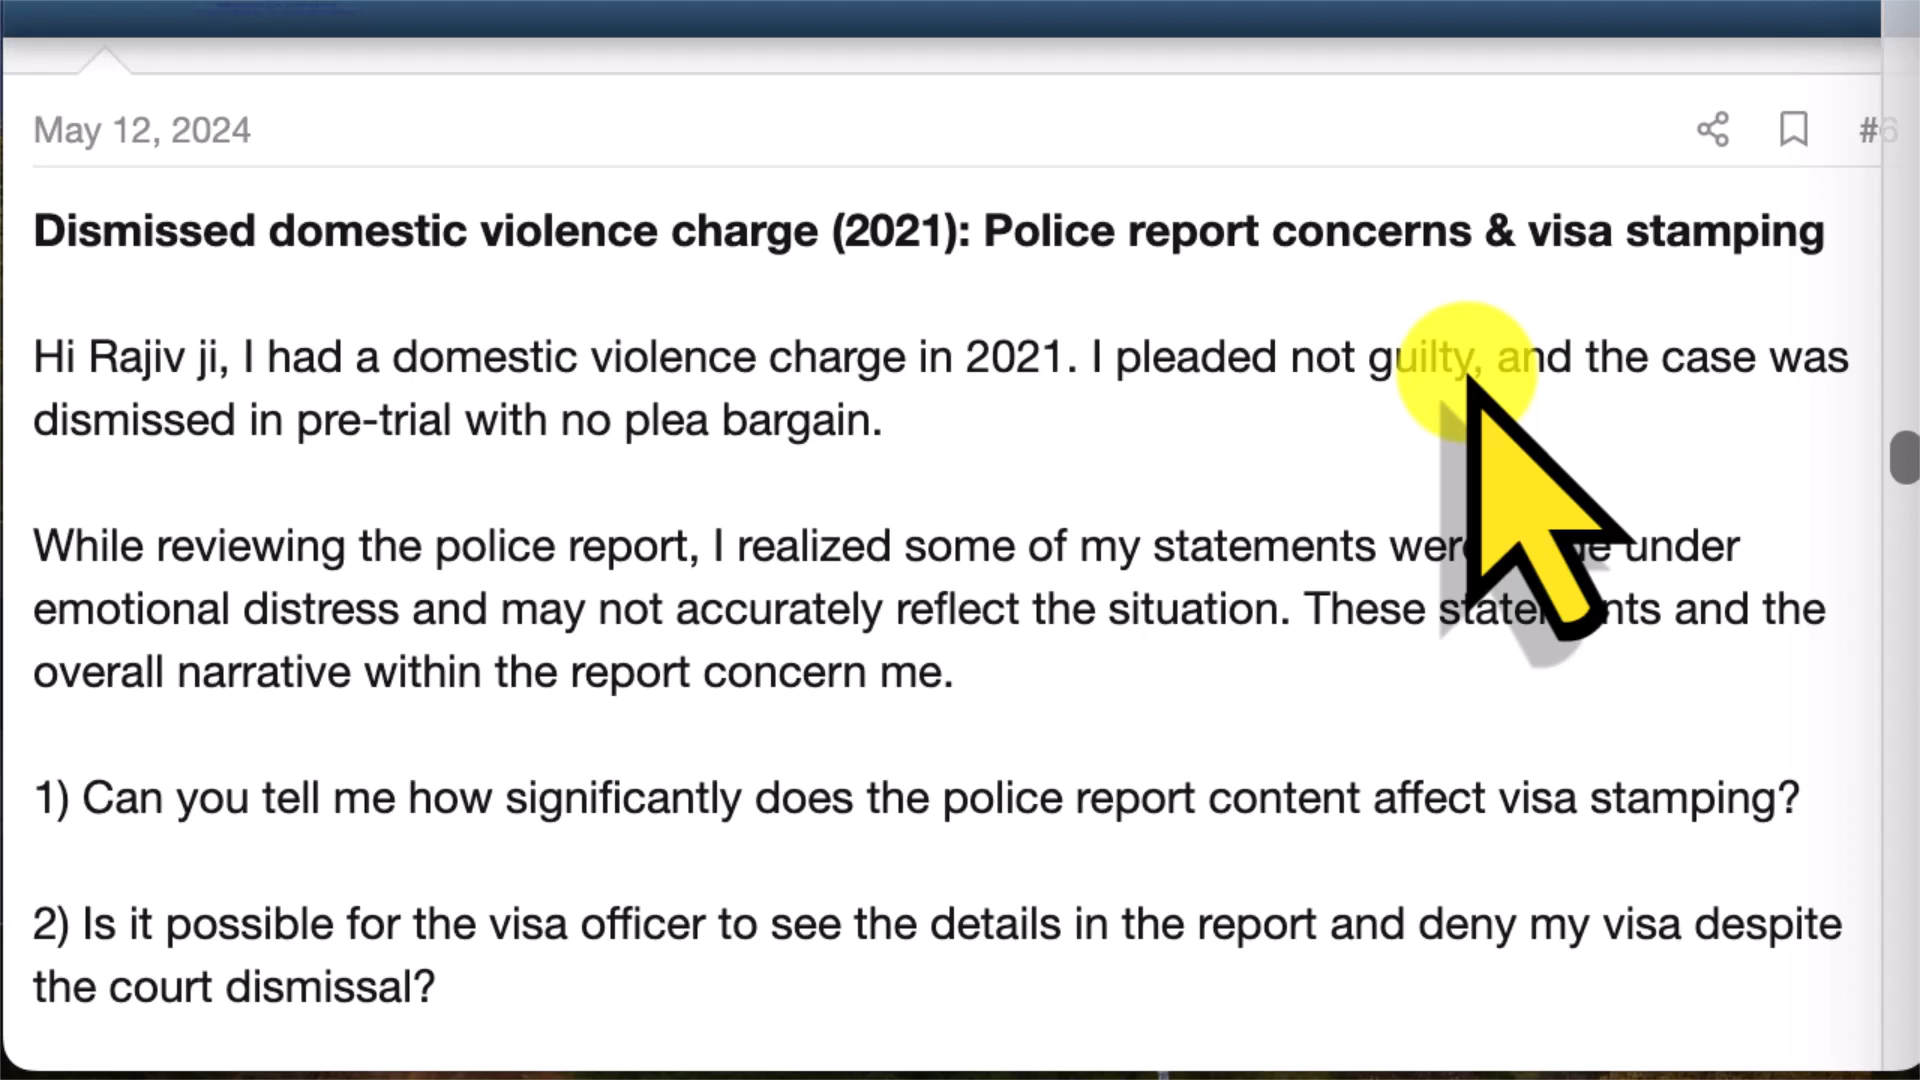 May 12, 2024
#6
Dismissed domestic violence charge (2021): Police report concerns & visa stamping
Hi Rajiv ji, I had a domestic violence charge in 2021. I pleaded not guilty, and the case was
dismissed in pre-trial with no plea bargain.
While reviewing the police report, I realized some of my statements were under
emotional distress and may not accurately reflect the situation. These statements and the
overall narrative within the report concern me.
1) Can you tell me how significantly does the police report content affect visa stamping?
2) Is it possible for the visa officer to see the details in the report and deny my visa despite
the court dismissal?